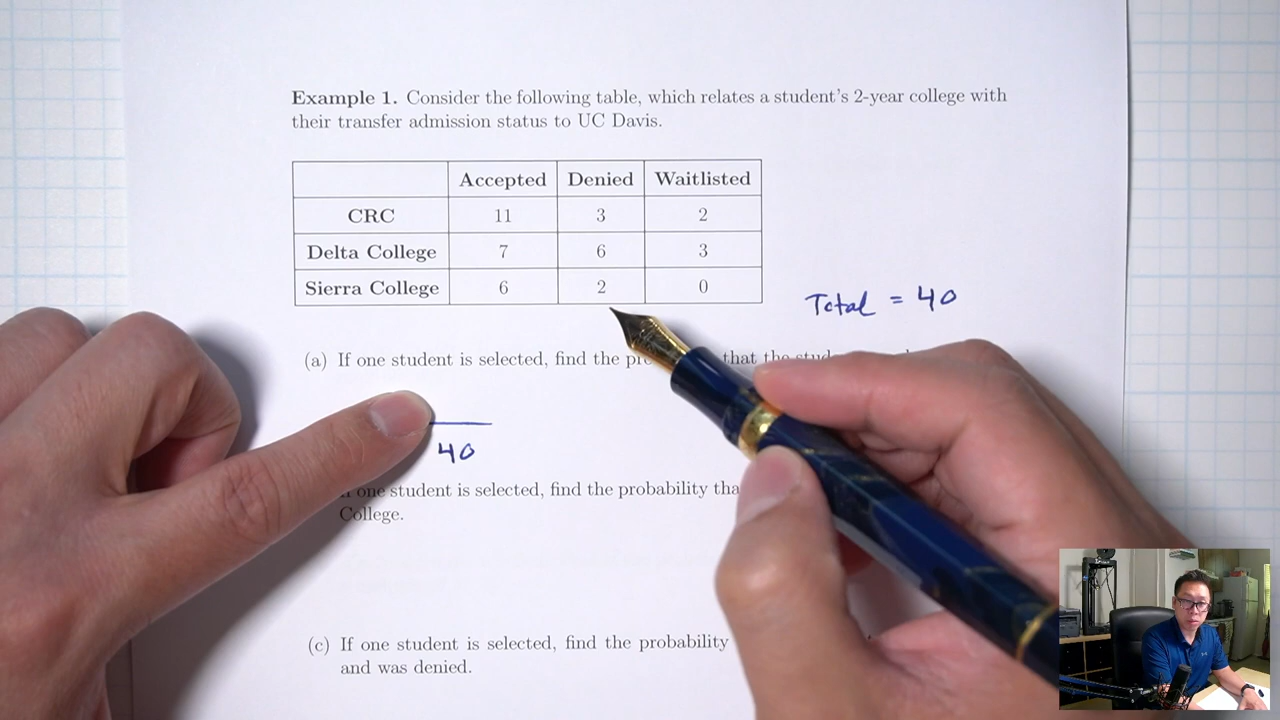 Example 1. Consider the following table, which relates a student's 2-year college with
their transfer admission status to UC Davis.
Accepted Denied Waitlisted
CRC 11 3 2
Delta College 7 6 3
Sierra College 6 2 0
Total = 40
(a) If one student is selected, find the that the
40
one student is selected, find the probability
College.
(c) If one student is selected, find the probability
and was denied.